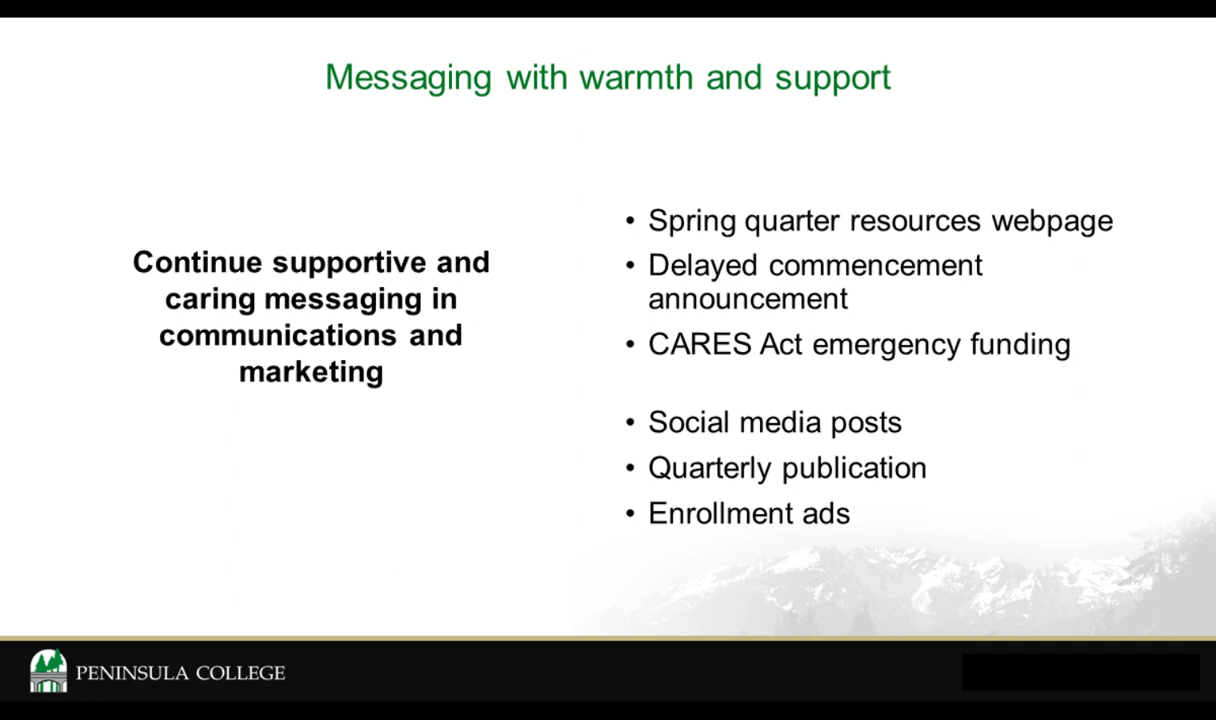 Messaging with warmth and support
Continue supportive and
caring messaging in
communications and
marketing
• Spring quarter resources webpage
• Delayed commencement
announcement
• CARES Act emergency funding
• Social media posts
• Quarterly publication
• Enrollment ads
PENINSULA COLLEGE